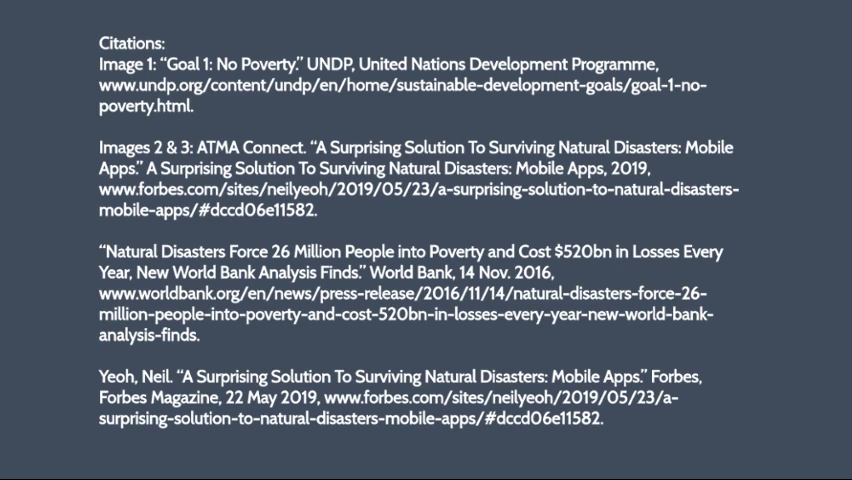 Citations:
Image 1: “Goal 1: No Poverty.” UNDP, United Nations Development Programme,
www.undp.org/content/undp/en/home/sustainable-development-goals/goal-1-no-
poverty.html.
Images 2 & 3: ATMA Connect. “A Surprising Solution To Surviving Natural Disasters: Mobile
Apps.” A Surprising Solution To Surviving Natural Disasters: Mobile Apps, 2019,
www.forbes.com/sites/neilyeoh/2019/05/23/a-surprising-solution-to-natural-disasters-
mobile-apps/#dccd06e11582.
“Natural Disasters Force 26 Million People into Poverty and Cost $520bn in Losses Every
Year, New World Bank Analysis Finds.” World Bank, 14 Nov. 2016,
www.worldbank.org/en/news/press-release/2016/11/14/natural-disasters-force-26-
million-people-into-poverty-and-cost-520bn-in-losses-every-year-new-world-bank-
analysis-finds.
Yeoh, Neil. “A Surprising Solution To Surviving Natural Disasters: Mobile Apps.” Forbes,
Forbes Magazine, 22 May 2019, www.forbes.com/sites/neilyeoh/2019/05/23/a-
surprising-solution-to-natural-disasters-mobile-apps/#dccd06e11582.